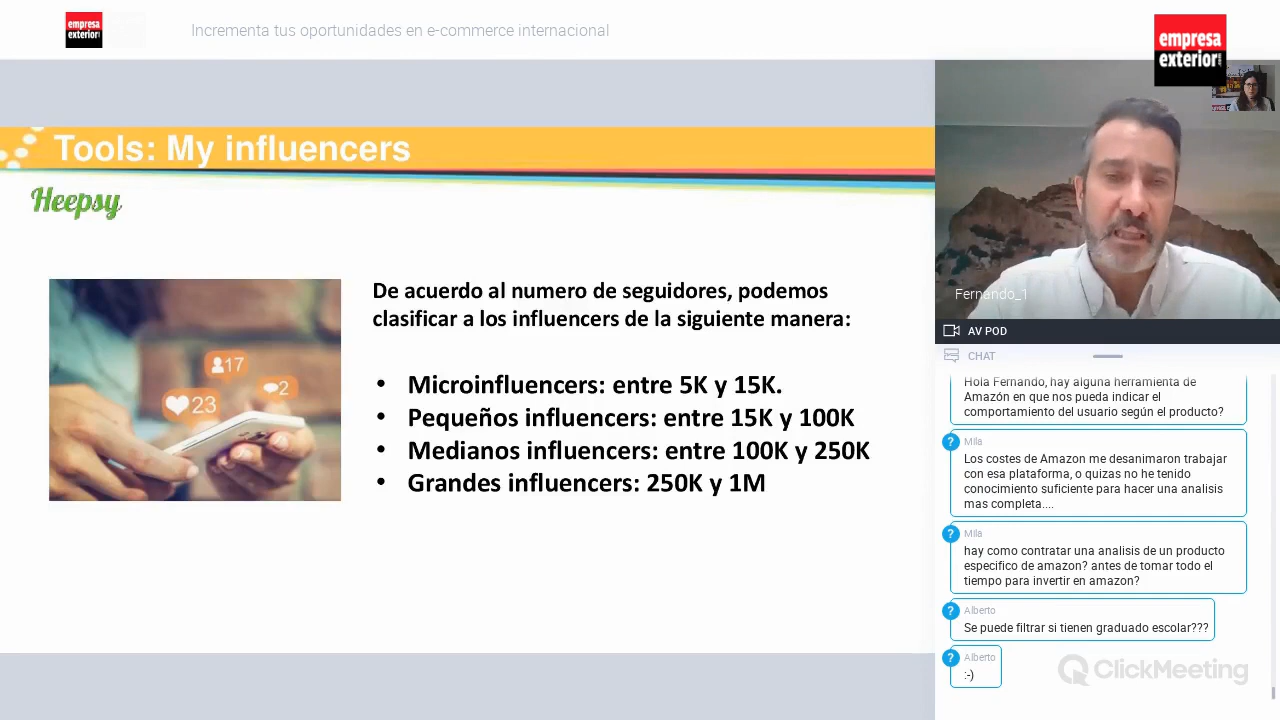 empresa
exterior
Incrementa tus oportunidades en e-commerce internacional
empresa
exterior
Tools: My influencers
Heepsy
De acuerdo al numero de seguidores, podemos
clasificar a los influencers de la siguiente manera:
• Microinfluencers: entre 5K y 15K.
• Pequeños influencers: entre 15K y 100K
• Medianos influencers: entre 100K y 250K
• Grandes influencers: 250K y 1M
17
2
23
Fernando_1
AV POD
CHAT
Hola Fernando, hay alguna herramienta de
Amazón en que nos pueda indicar el
comportamiento del usuario según el producto?
?
Mila
Los costes de Amazon me desanimaron trabajar
con esa plataforma, o quizas no he tenido
conocimiento suficiente para hacer una analisis
mas completa....
?
Mila
hay como contratar una analisis de un producto
especifico de amazon? antes de tomar todo el
tiempo para invertir en amazon?
?
Alberto
Se puede filtrar si tienen graduado escolar???
?
Alberto
:-)
ClickMeeting